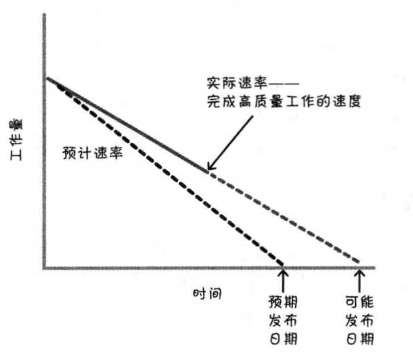 实际速率——
完成高质量工作的速度
工作量
预计速率
时间
预期
发布
日期
可能
发布
日期